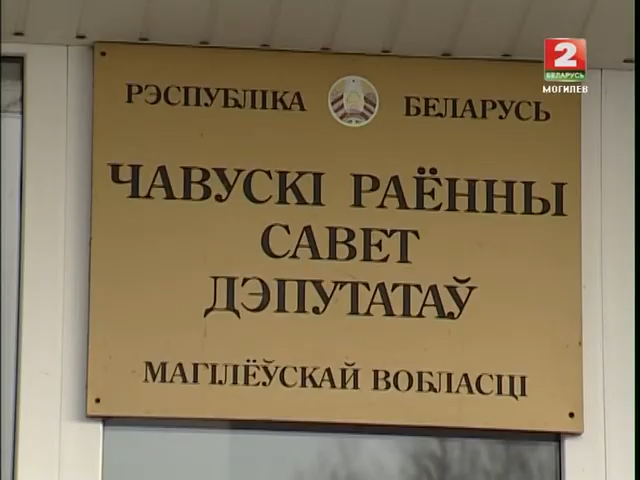 2
БЕЛАРУСЬ
МОГИЛЕВ
РЭСПУБЛІКА БЕЛАРУСЬ
ЧАВУСКІ РАЁННЫ
САВЕТ
ДЭПУТАТАЎ
МАГІЛЁЎСКАЙ ВОБЛАСЦІ